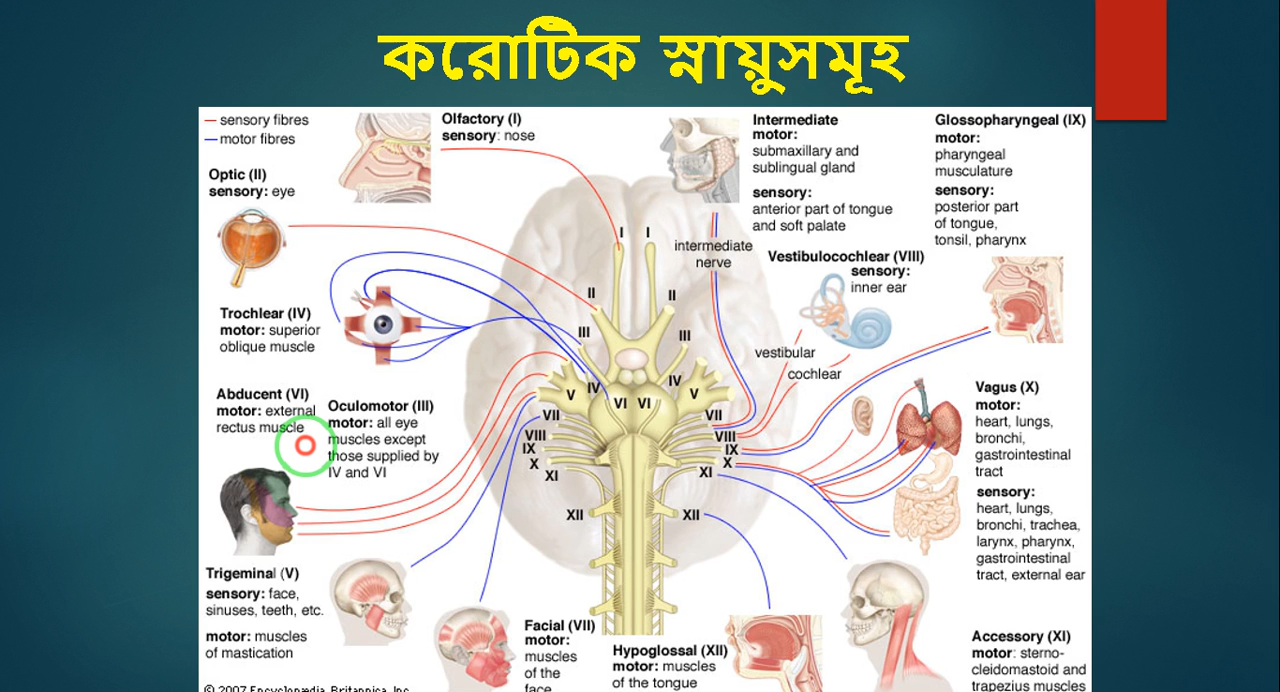 করোটিক স্নায়ুসমূহ
sensory fibres
motor fibres
Olfactory (I)
sensory: nose
Optic (II)
sensory: eye
Intermediate
motor:
submaxillary and
sublingual gland
sensory:
anterior part of tongue
and soft palate
Glossopharyngeal (IX)
motor:
pharyngeal
musculature
sensory:
posterior part
of tongue,
tonsil, pharynx
intermediate
nerve
Vestibulocochlear (VIII)
sensory:
inner ear
vestibular
cochlear
Trochlear (IV)
motor: superior
oblique muscle
Abducent (VI)
motor: external
rectus muscle
Oculomotor (III)
motor: all eye
muscles except
those supplied by
IV and VI
I I
II II
III III
IV IV
V V
VI VI
VII VII
VIII VIII
IX IX
X X
XI XI
XII XII
Vagus (X)
motor:
heart, lungs,
bronchi,
gastrointestinal
tract
sensory:
heart, lungs,
bronchi, trachea,
larynx, pharynx,
gastrointestinal
tract, external ear
Trigeminal (V)
sensory: face,
sinuses, teeth, etc.
motor: muscles
of mastication
Facial (VII)
motor:
muscles
of the
face
Hypoglossal (XII)
motor: muscles
of the tongue
Accessory (XI)
motor: sterno-
cleidomastoid and
trapezius muscles
© 2007 Encyclopædia Britannica, Inc.